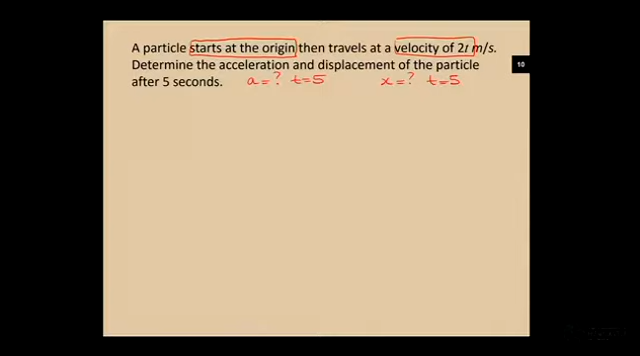 A particle starts at the origin then travels at a velocity of 2t m/s.
Determine the acceleration and displacement of the particle
10
after 5 seconds. a = ? t = 5 x = ? t = 5